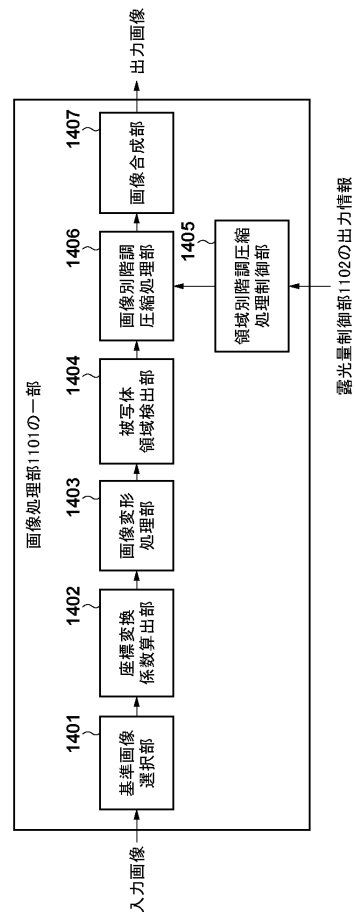 画像処理部1101の一部
入力画像
1401
基準画像
選択部
1402
座標変換
係数算出部
1403
画像変形
処理部
1404
被写体
領域検出部
1406
画像別階調
圧縮処理部
1407
画像合成部
出力画像
1405
領域別階調圧縮
処理制御部
露光量制御部1102の出力情報